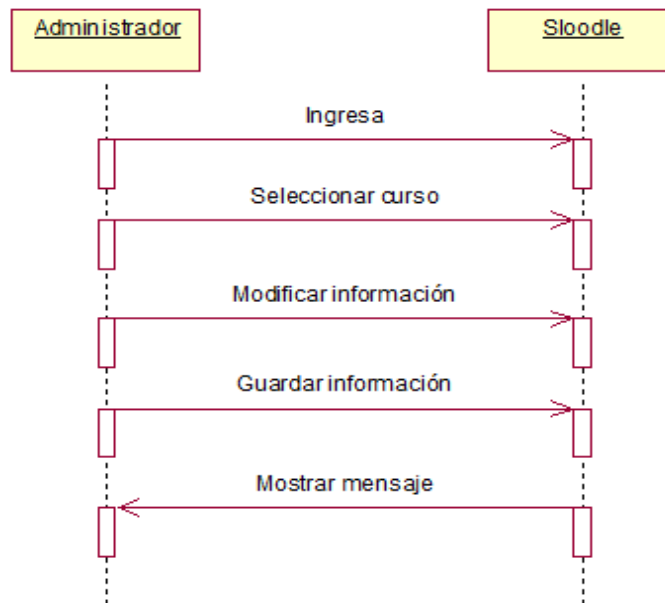 Administrador
Sloodle
Ingresa
Seleccionar curso
Modificar información
Guardar información
Mostrar mensaje